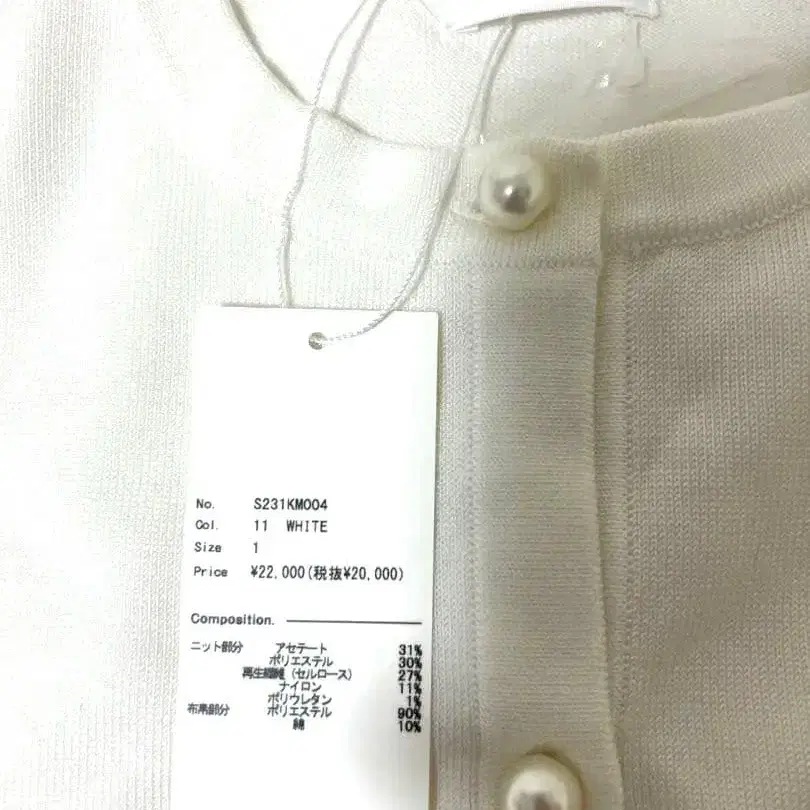 No. S231KM004
Col. 11 WHITE
Size 1
Price ¥22,000(税抜¥20,000)
Composition.
ニット部分 アセテート 31%
ポリエステル 30%
再生繊維（セルロース） 27%
ナイロン 11%
ポリウレタン 1%
布帛部分 ポリエステル 90%
綿 10%